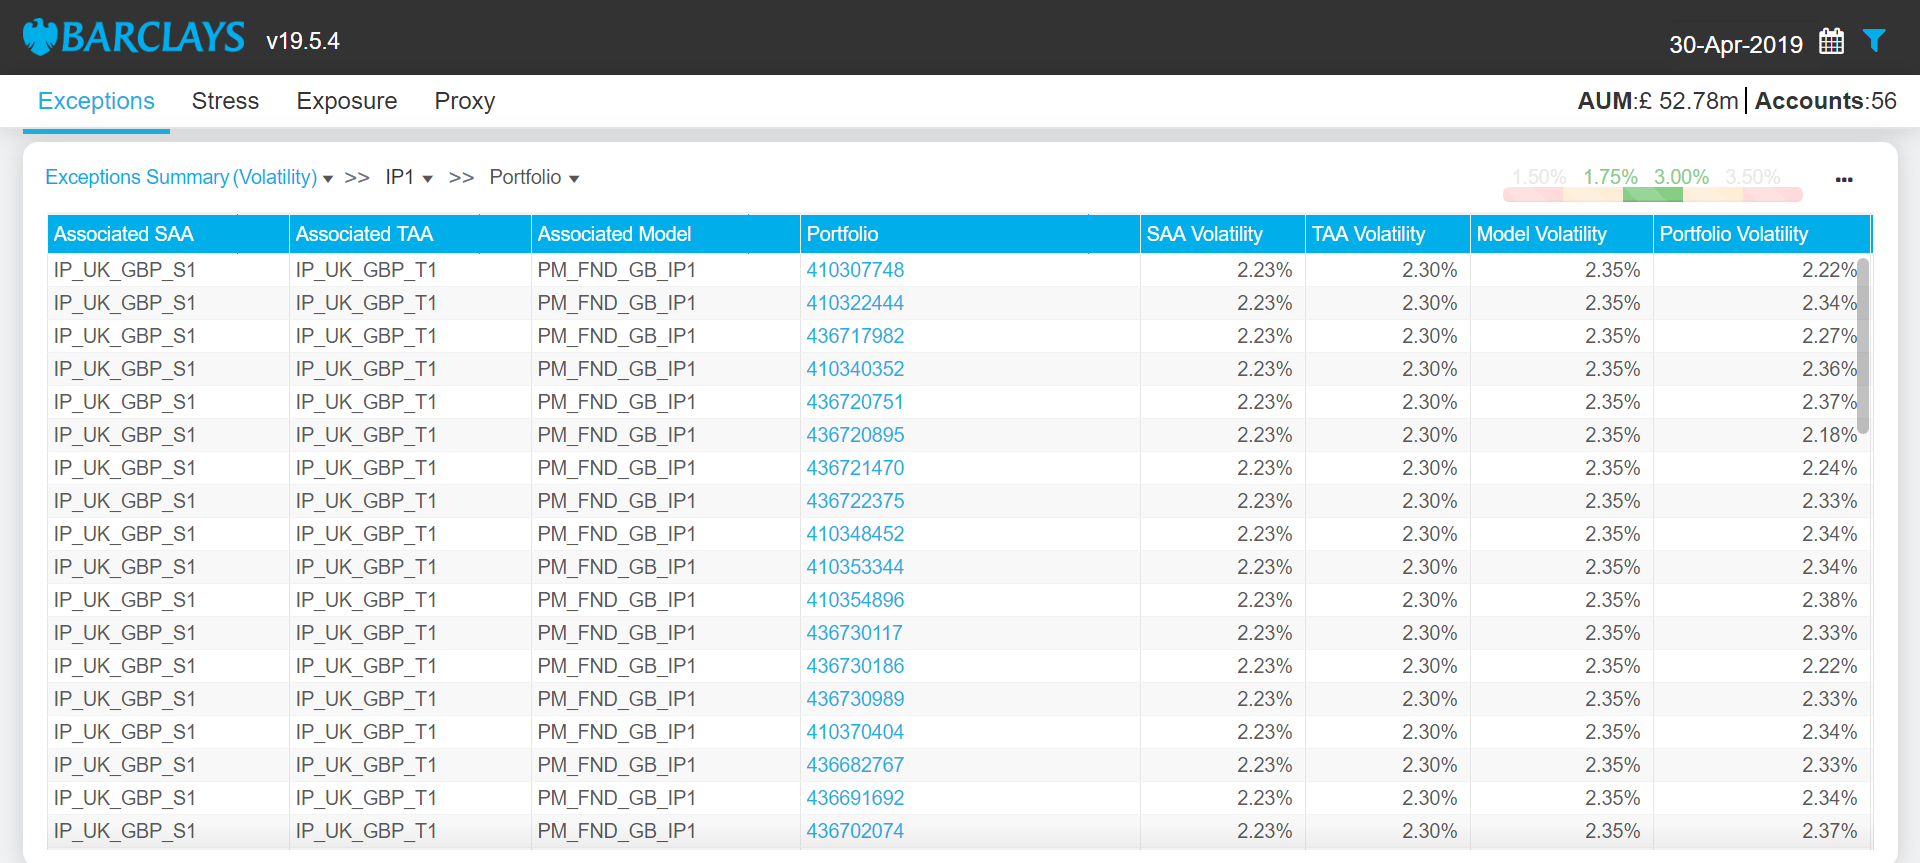 BARCLAYS v19.5.4 30-Apr-2019
Exceptions Stress Exposure Proxy AUM:£ 52.78m Accounts:56
Exceptions Summary (Volatility) >> IP1 >> Portfolio 1.50% 1.75% 3.00% 3.50% ...
Associated SAA Associated TAA Associated Model Portfolio SAA Volatility TAA Volatility Model Volatility Portfolio Volatility
IP_UK_GBP_S1 IP_UK_GBP_T1 PM_FND_GB_IP1 410307748 2.23% 2.30% 2.35% 2.22%
IP_UK_GBP_S1 IP_UK_GBP_T1 PM_FND_GB_IP1 410322444 2.23% 2.30% 2.35% 2.34%
IP_UK_GBP_S1 IP_UK_GBP_T1 PM_FND_GB_IP1 436717982 2.23% 2.30% 2.35% 2.27%
IP_UK_GBP_S1 IP_UK_GBP_T1 PM_FND_GB_IP1 410340352 2.23% 2.30% 2.35% 2.36%
IP_UK_GBP_S1 IP_UK_GBP_T1 PM_FND_GB_IP1 436720751 2.23% 2.30% 2.35% 2.37%
IP_UK_GBP_S1 IP_UK_GBP_T1 PM_FND_GB_IP1 436720895 2.23% 2.30% 2.35% 2.18%
IP_UK_GBP_S1 IP_UK_GBP_T1 PM_FND_GB_IP1 436721470 2.23% 2.30% 2.35% 2.24%
IP_UK_GBP_S1 IP_UK_GBP_T1 PM_FND_GB_IP1 436722375 2.23% 2.30% 2.35% 2.33%
IP_UK_GBP_S1 IP_UK_GBP_T1 PM_FND_GB_IP1 410348452 2.23% 2.30% 2.35% 2.34%
IP_UK_GBP_S1 IP_UK_GBP_T1 PM_FND_GB_IP1 410353344 2.23% 2.30% 2.35% 2.34%
IP_UK_GBP_S1 IP_UK_GBP_T1 PM_FND_GB_IP1 410354896 2.23% 2.30% 2.35% 2.38%
IP_UK_GBP_S1 IP_UK_GBP_T1 PM_FND_GB_IP1 436730117 2.23% 2.30% 2.35% 2.33%
IP_UK_GBP_S1 IP_UK_GBP_T1 PM_FND_GB_IP1 436730186 2.23% 2.30% 2.35% 2.22%
IP_UK_GBP_S1 IP_UK_GBP_T1 PM_FND_GB_IP1 436730989 2.23% 2.30% 2.35% 2.33%
IP_UK_GBP_S1 IP_UK_GBP_T1 PM_FND_GB_IP1 410370404 2.23% 2.30% 2.35% 2.34%
IP_UK_GBP_S1 IP_UK_GBP_T1 PM_FND_GB_IP1 436682767 2.23% 2.30% 2.35% 2.33%
IP_UK_GBP_S1 IP_UK_GBP_T1 PM_FND_GB_IP1 436691692 2.23% 2.30% 2.35% 2.34%
IP_UK_GBP_S1 IP_UK_GBP_T1 PM_FND_GB_IP1 436702074 2.23% 2.30% 2.35% 2.37%